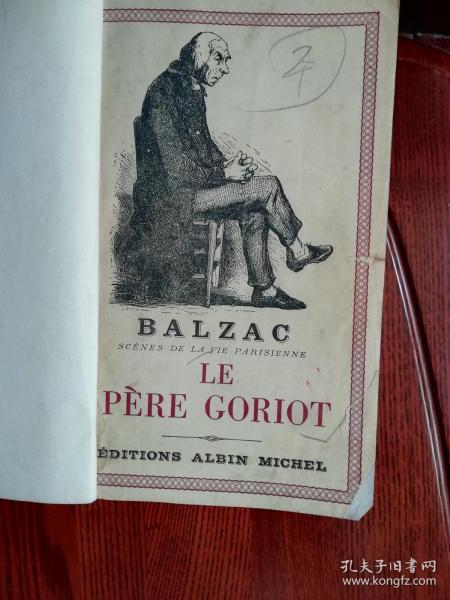 BALZAC
SCÈNES DE LA VIE PARISIENNE
LE
PÈRE GORIOT
ÉDITIONS ALBIN MICHEL
孔夫子旧书网
www.kongfz.com